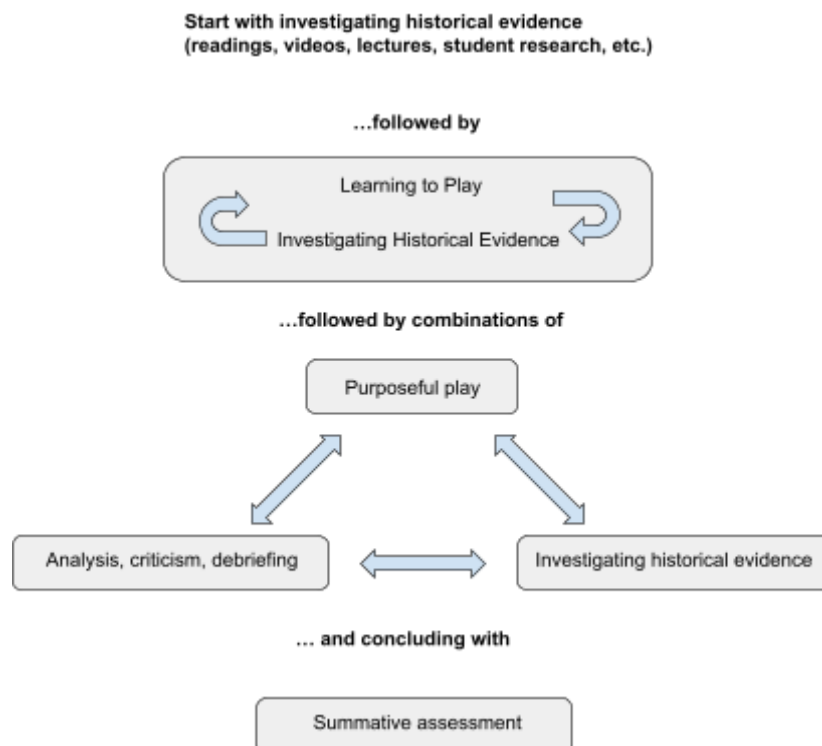 Start with investigating historical evidence
(readings, videos, lectures, student research, etc.)
…followed by
Learning to Play
Investigating Historical Evidence
…followed by combinations of
Purposeful play
Analysis, criticism, debriefing
Investigating historical evidence
… and concluding with
Summative assessment